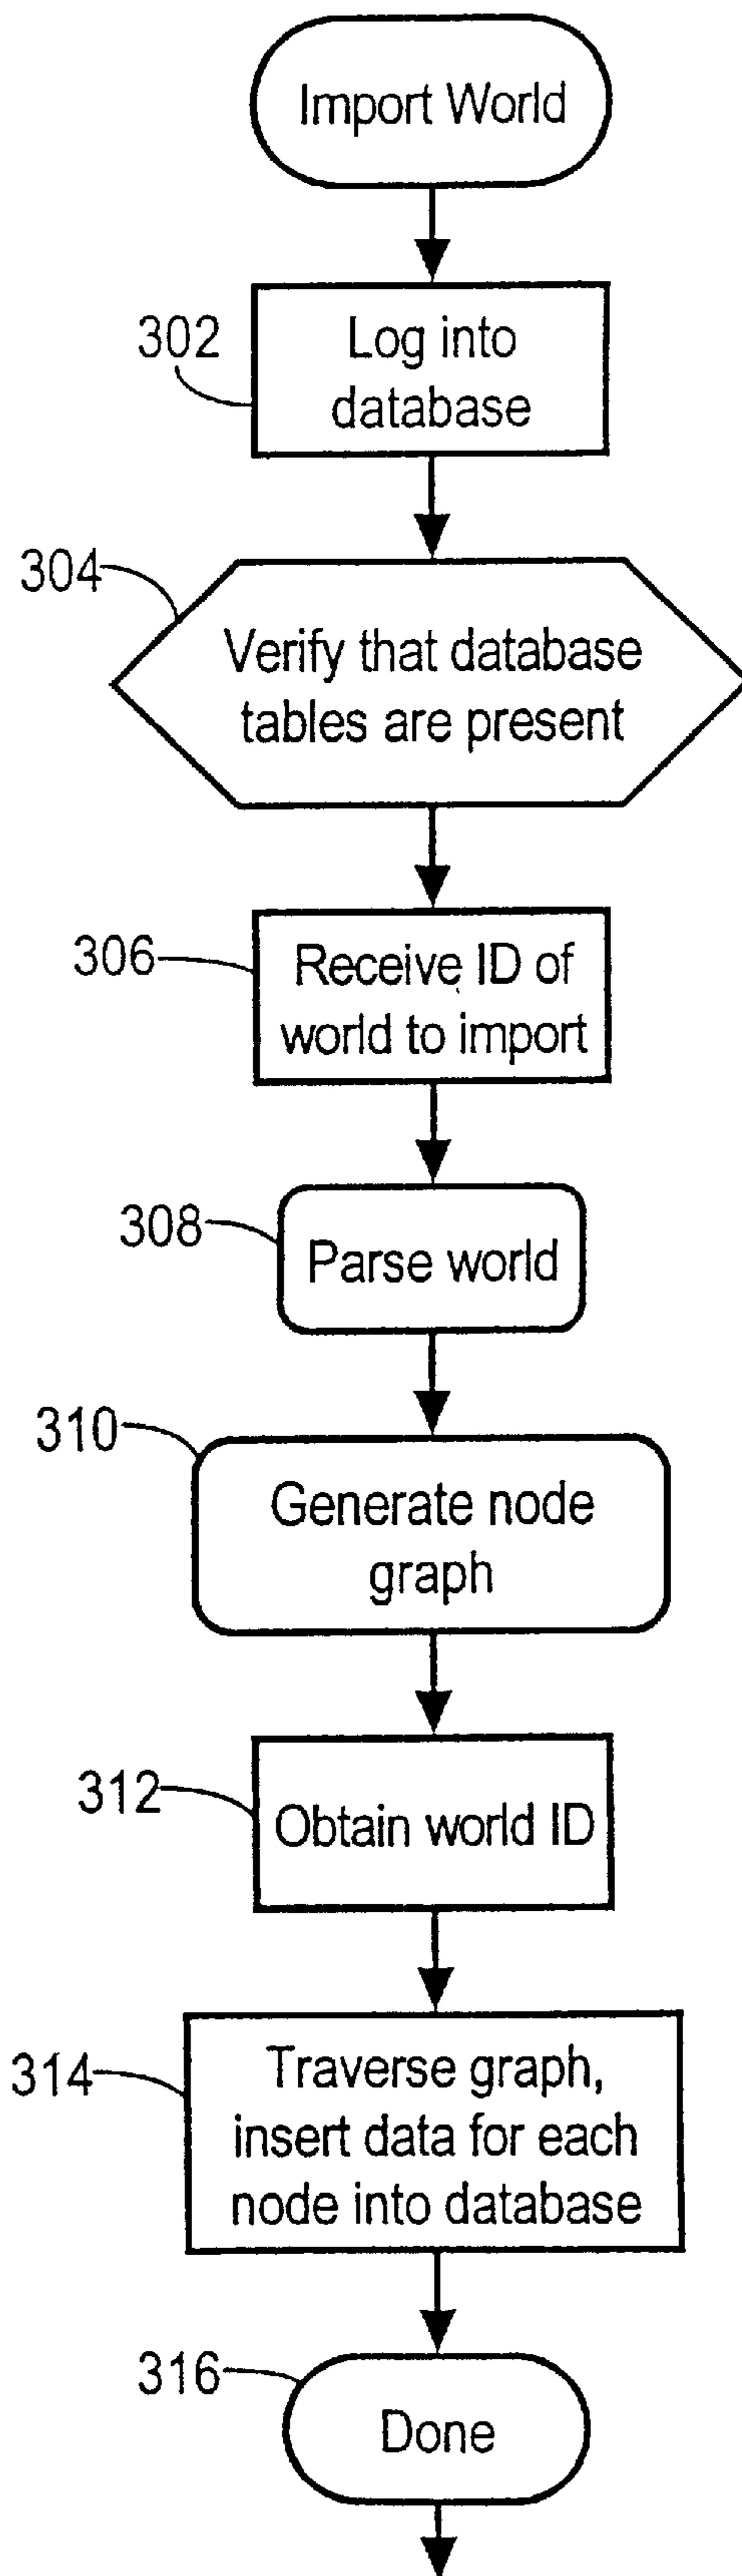 Import World
302
Log into
database
304
Verify that database
tables are present
306
Receive ID of
world to import
308
Parse world
310
Generate node
graph
312
Obtain world ID
314
Traverse graph,
insert data for each
node into database
316
Done